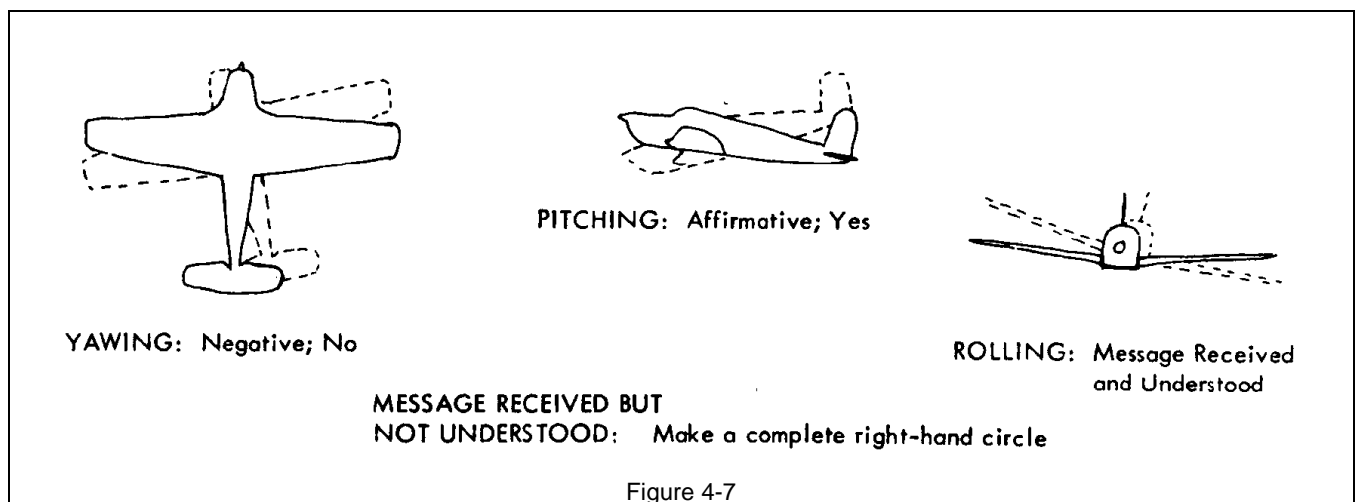 PITCHING: Affirmative; Yes
YAWING: Negative; No
ROLLING: Message Received
and Understood
MESSAGE RECEIVED BUT
NOT UNDERSTOOD: Make a complete right-hand circle
Figure 4-7